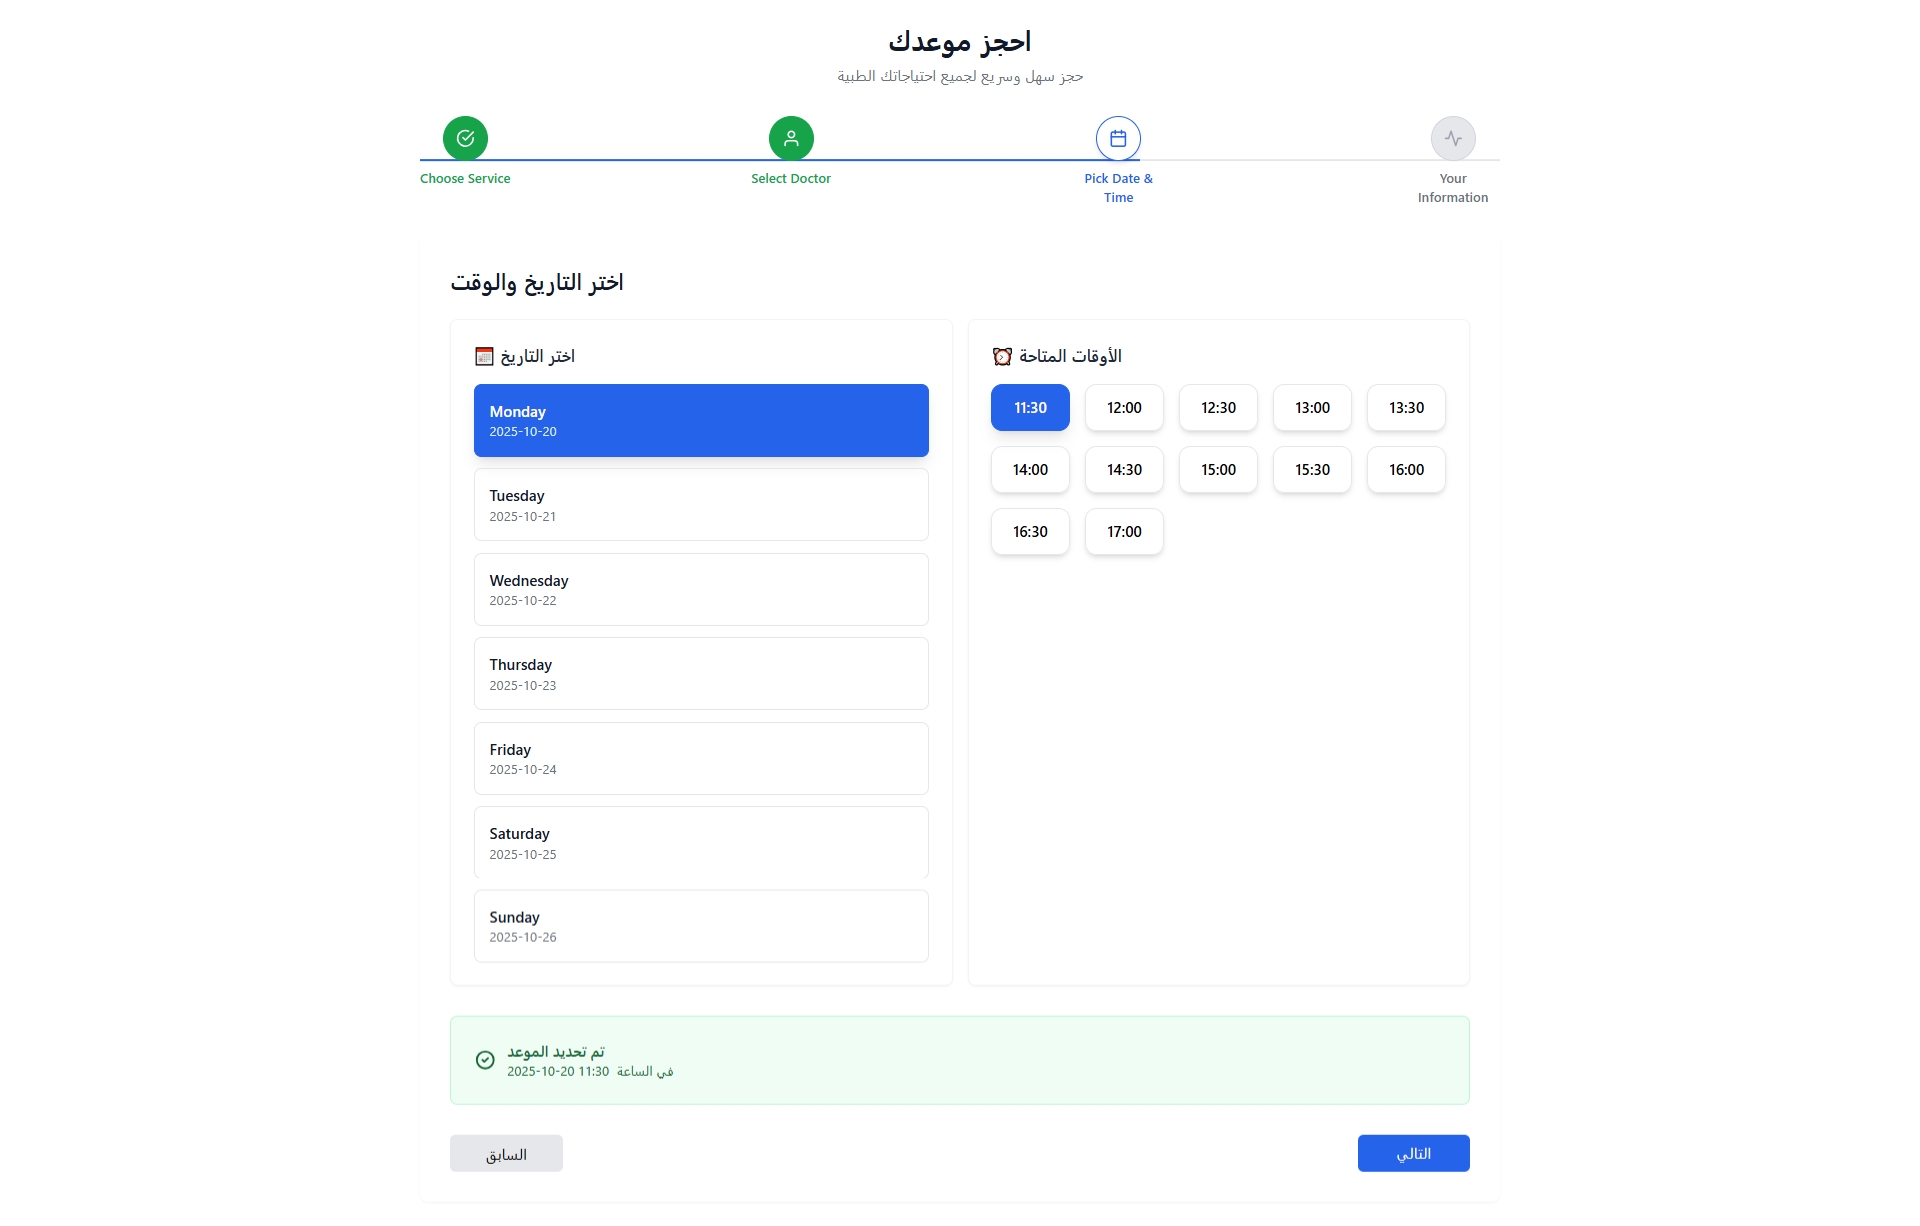 احجز موعدك
حجز سهل وسريع لجميع احتياجاتك الطبية
Choose Service
Select Doctor
Pick Date &
Time
Your
Information
اختر التاريخ والوقت
اختر التاريخ
Monday
2025-10-20
Tuesday
2025-10-21
Wednesday
2025-10-22
Thursday
2025-10-23
Friday
2025-10-24
Saturday
2025-10-25
Sunday
2025-10-26
الأوقات المتاحة
11:30 12:00 12:30 13:00 13:30
14:00 14:30 15:00 15:30 16:00
16:30 17:00
تم تحديد الموعد
2025-10-20 11:30 في الساعة
السابق
التالي